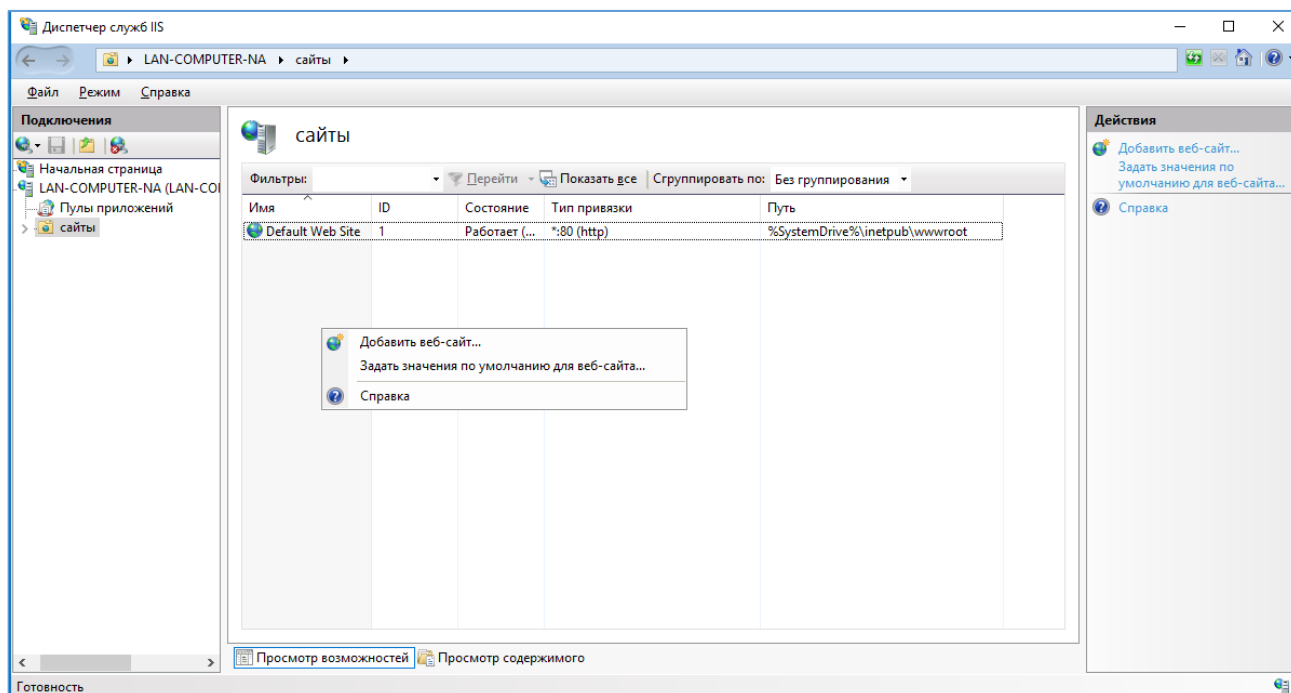 Диспетчер служб IIS
LAN-COMPUTER-NA ▸ сайты ▸
Файл Режим Справка
Подключения
Начальная страница
LAN-COMPUTER-NA (LAN-COI
Пулы приложений
сайты
сайты
Фильтры: Перейти Показать все Сгруппировать по: Без группирования
Имя ID Состояние Тип привязки Путь
Default Web Site 1 Работает (... *:80 (http) %SystemDrive%\inetpub\wwwroot
Добавить веб-сайт...
Задать значения по умолчанию для веб-сайта...
Справка
Просмотр возможностей Просмотр содержимого
Действия
Добавить веб-сайт...
Задать значения по
умолчанию для веб-сайта...
Справка
Готовность